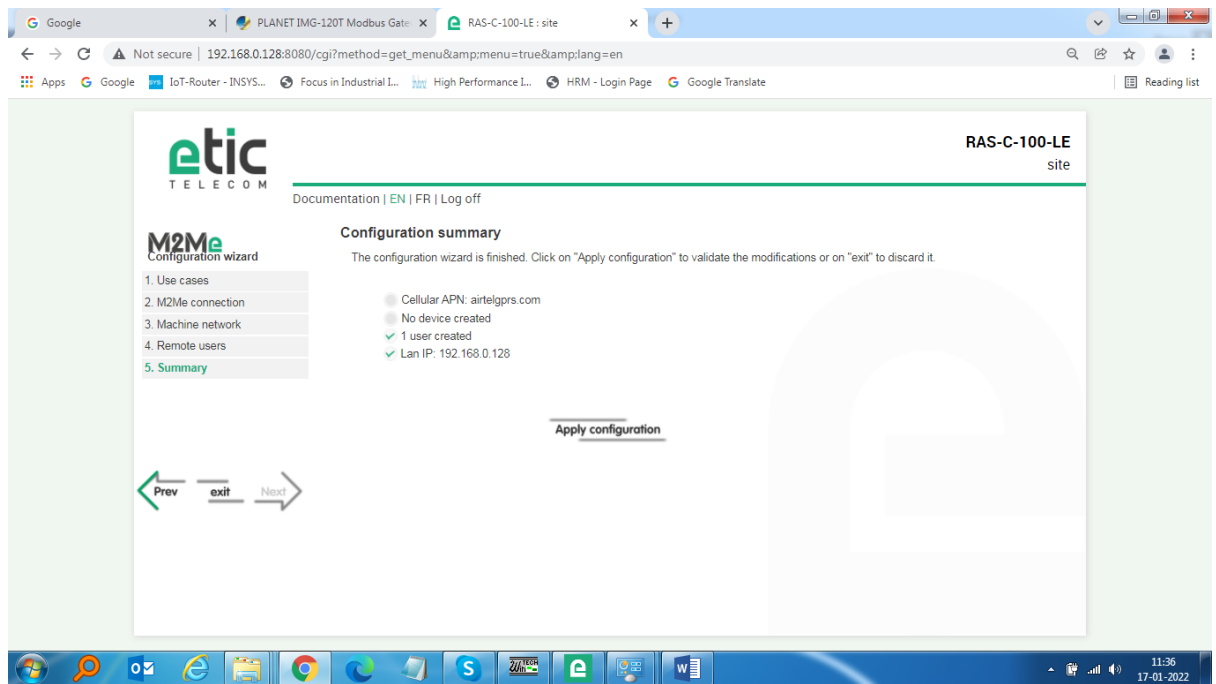 Google
PLANET IMG-120T Modbus Gate
RAS-C-100-LE : site
Not secure | 192.168.0.128:8080/cgi?method=get_menu&amp;menu=true&amp;lang=en
Apps Google IoT-Router - INSYS... Focus in Industrial I... High Performance I... HRM - Login Page Google Translate Reading list
etic
TELECOM
RAS-C-100-LE
site
Documentation | EN | FR | Log off
M2Me
Configuration wizard
1. Use cases
2. M2Me connection
3. Machine network
4. Remote users
5. Summary
Configuration summary
The configuration wizard is finished. Click on "Apply configuration" to validate the modifications or on "exit" to discard it.
Cellular APN: airtelgprs.com
No device created
1 user created
Lan IP: 192.168.0.128
Apply configuration
Prev exit Next
11:36
17-01-2022